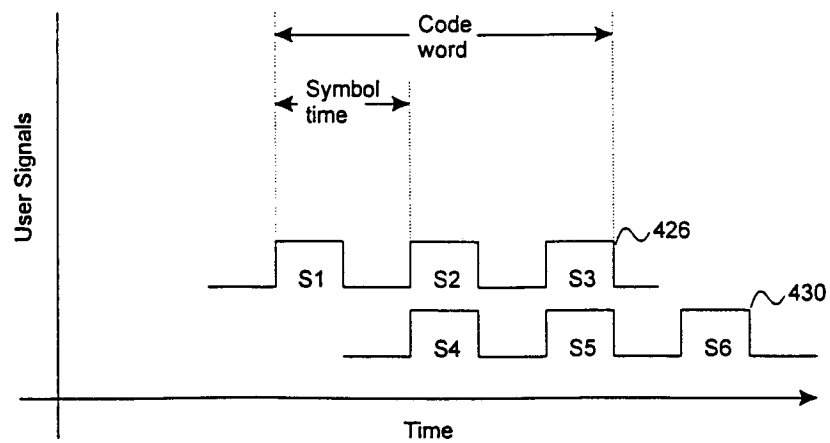 Code
word
Symbol
time
User Signals
426
S1
S2
S3
430
S4
S5
S6
Time